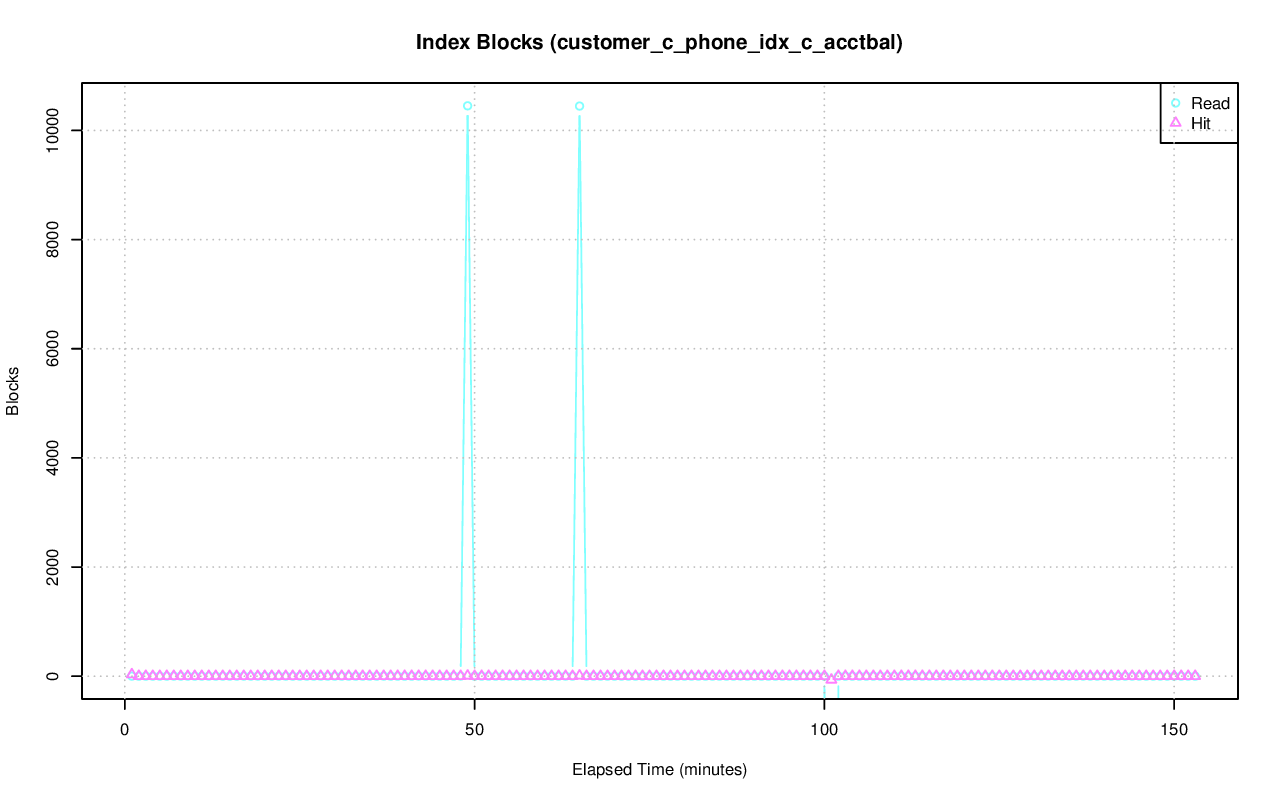 Index Blocks (customer_c_phone_idx_c_acctbal)
Read
Hit
10000
8000
6000
4000
2000
0
Blocks
0
50
100
150
Elapsed Time (minutes)